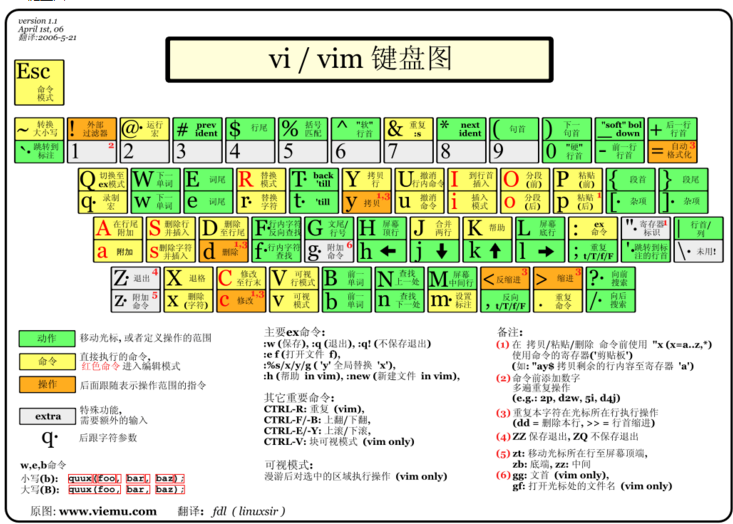 version 1.1
April 1st, 06
翻译:2006-5-21
vi / vim 键盘图
Esc
命令
模式
~ 转换 大小写
! 外部 过滤器
@· 运行 宏
# prev ident
$ 行尾
% 括号 匹配
^ "软" 行首
& 重复 :s
* next ident
( 句首
) 下一 句首
"soft" bol down
+ 后一行 行首
`· 跳转到 标注
1 2
2
3
4
5
6
7
8
9
0 "硬" 行首
- 前一行 行首
= 自动 3 格式化
Q 切换至 ex模式
W 下一 单词
E 词尾
R 替换 模式
T· back 'till
Y 拷贝 行
U 撤消 行内命令
I 到行首 插入
O 分段 (前)
P 粘贴 (前)
{ 段首
} 段尾
q· 录制 宏
w 下一 单词
e 词尾
r· 替换 字符
t· 'till
y 拷贝 1,3
u 撤消 命令
i 插入 模式
o 分段 (后)
p 粘贴 1 (后)
[· 杂项
]· 杂项
A 在行尾 附加
S 删除行 并插入
D 删除 至行尾
F· 行内字符 反向查找
G 文尾/ 行号
H 屏幕 顶行
J 合并 两行
K 帮助
L 屏幕 底行
: ex 命令
"· 寄存器 1 标识
| 行首/ 列
a 附加
s 删除字符 并插入
d 删除 1,3
f· 行内字符 查找
g· 附加 6 命令
h ←
j ↓
k ↑
l →
; 重复 t/T/f/F
'· 跳转到标 注的行首
\· 未用!
Z· 退出 4
X 退格
C 修改 至行末
V 可视 行模式
B 前一 单词
N 查找 上一处
M 屏幕 中间行
< 反缩进 3
> 缩进 3
?· 向前 搜索
z· 附加 5 命令
x 删除 (字符)
c 修改 1,3
v 可视 模式
b 前一 单词
n 查找 下一处
m· 设置 标注
, 反向 t/T/f/F
. 重复 命令
/· 向后 搜索
动作 移动光标, 或者定义操作的范围
命令 直接执行的命令,
红色命令 进入编辑模式
操作 后面跟随表示操作范围的指令
extra 特殊功能,
需要额外的输入
q· 后跟字符参数
w,e,b命令
小写(b): quux(foo, bar, baz);
大写(B): quux(foo, bar, baz);
主要ex命令:
:w (保存), :q (退出), :q! (不保存退出)
:e f (打开文件 f),
:%s/x/y/g ( 'y' 全局替换 'x'),
:h (帮助 in vim), :new (新建文件 in vim),
其它重要命令:
CTRL-R: 重复 (vim),
CTRL-F/-B: 上翻/下翻,
CTRL-E/-Y: 上滚/下滚,
CTRL-V: 块可视模式 (vim only)
可视模式:
漫游后对选中的区域执行操作 (vim only)
备注:
(1) 在 拷贝/粘贴/删除 命令前使用 "x (x=a..z,*)
使用命令的寄存器('剪贴板')
(如: "ay$ 拷贝剩余的行内容至寄存器 'a')
(2) 命令前添加数字
多遍重复操作
(e.g.: 2p, d2w, 5i, d4j)
(3) 重复本字符在光标所在行执行操作
(dd = 删除本行, >> = 行首缩进)
(4) ZZ 保存退出, ZQ 不保存退出
(5) zt: 移动光标所在行至屏幕顶端,
zb: 底端, zz: 中间
(6) gg: 文首 (vim only),
gf: 打开光标处的文件名 (vim only)
原图: www.viemu.com 翻译: fdl ( linuxsir )